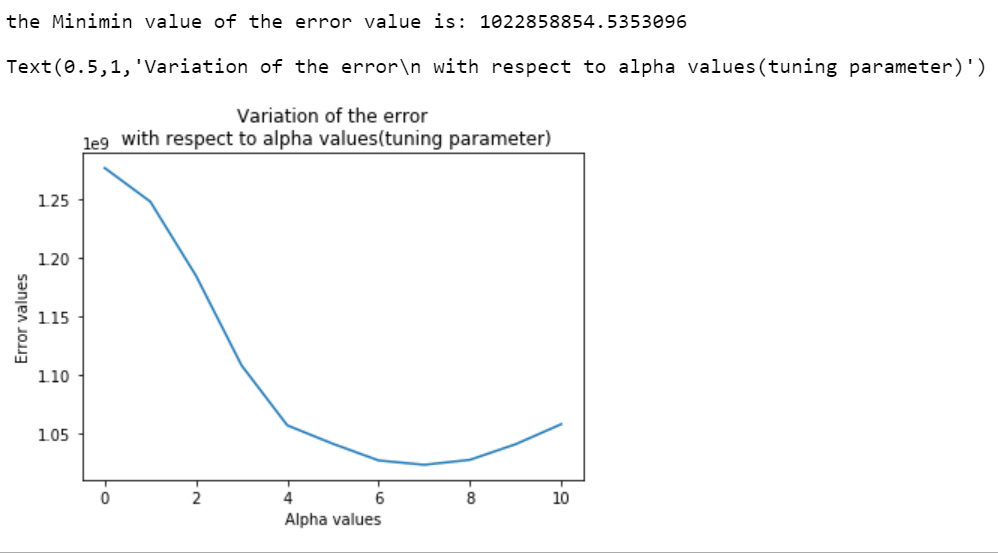 the Minimin value of the error value is: 1022858854.5353096
Text(0.5,1,'Variation of the error\n with respect to alpha values(tuning parameter)')
Variation of the error
1e9 with respect to alpha values(tuning parameter)
1.25
1.20
1.15
1.10
1.05
Error values
0 2 4 6 8 10
Alpha values